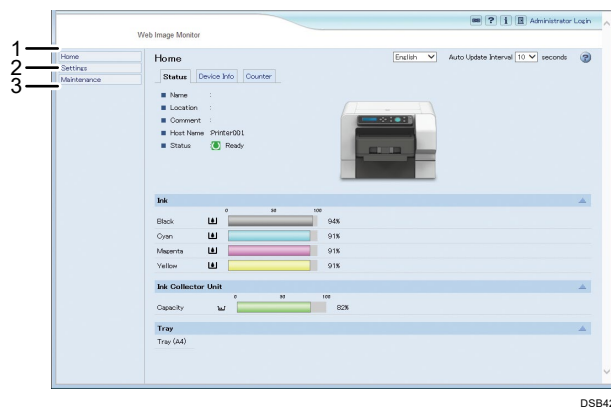 Administrator Login
Web Image Monitor
1
2
3
Home
Settings
Maintenance
Home
English
Auto Update Interval 10 seconds
Status
Device Info
Counter
Name :
Location :
Comment :
Host Name :Printer001
Status
Ready
Ink
0 50 100
Black 94%
Cyan 91%
Magenta 91%
Yellow 91%
Ink Collector Unit
0 50 100
Capacity 82%
Tray
Tray (A4)
DSB42